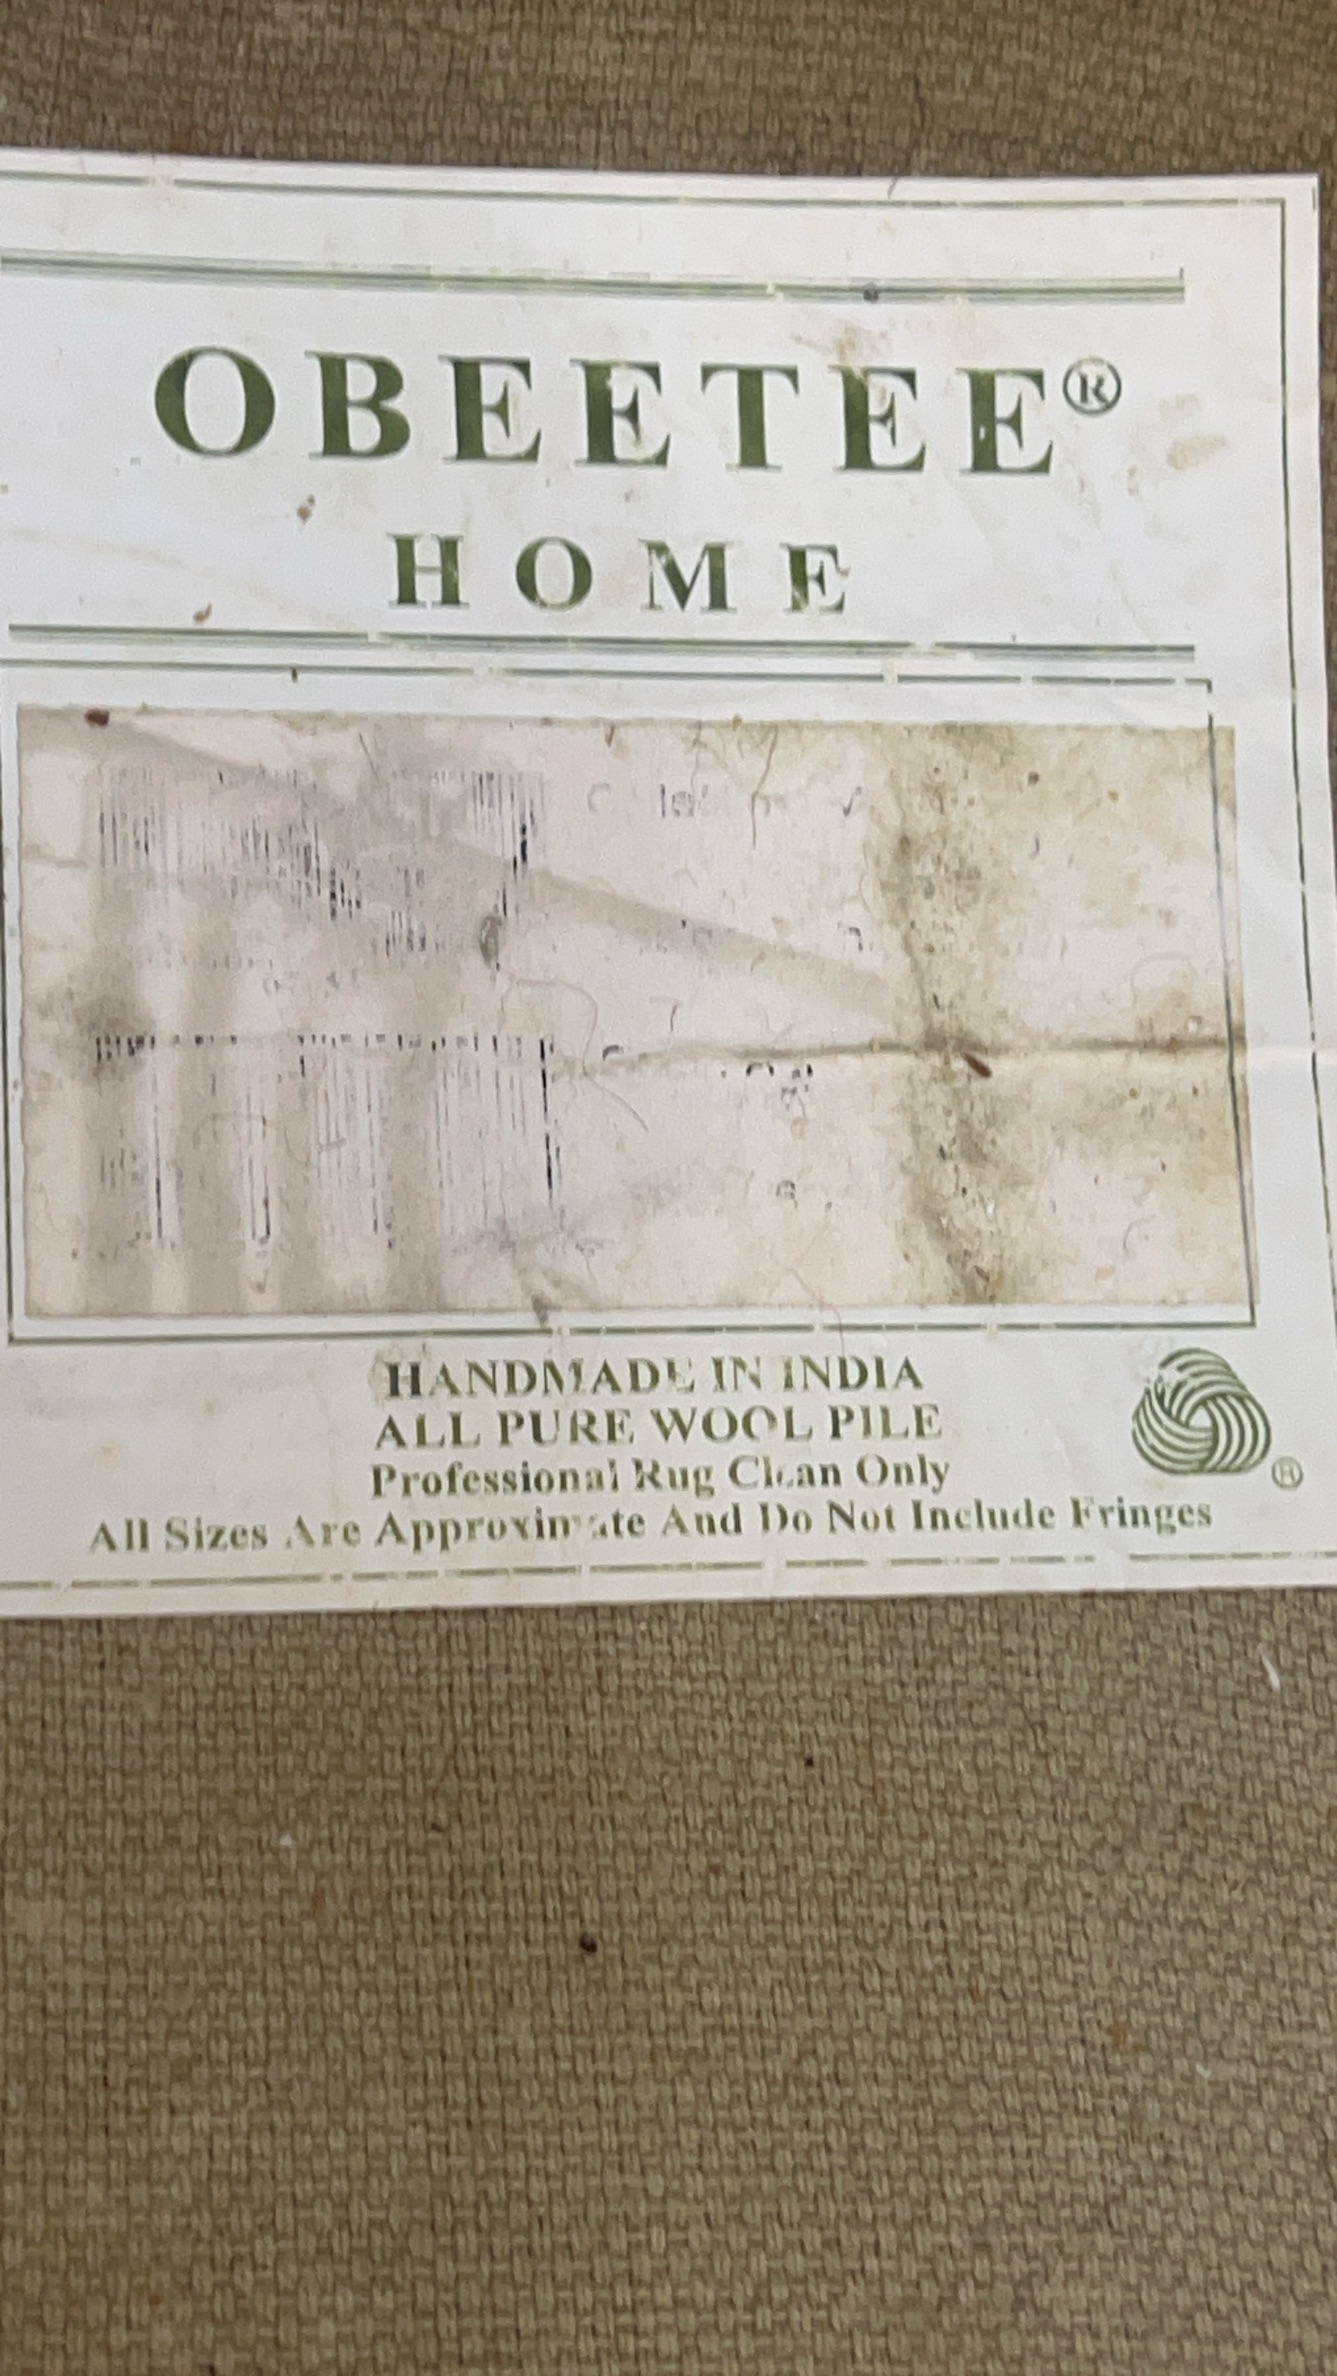 OBEETEE®
HOME
HANDMADE IN INDIA
ALL PURE WOOL PILE
Professional Rug Clean Only
All Sizes Are Approximate And Do Not Include Fringes
®